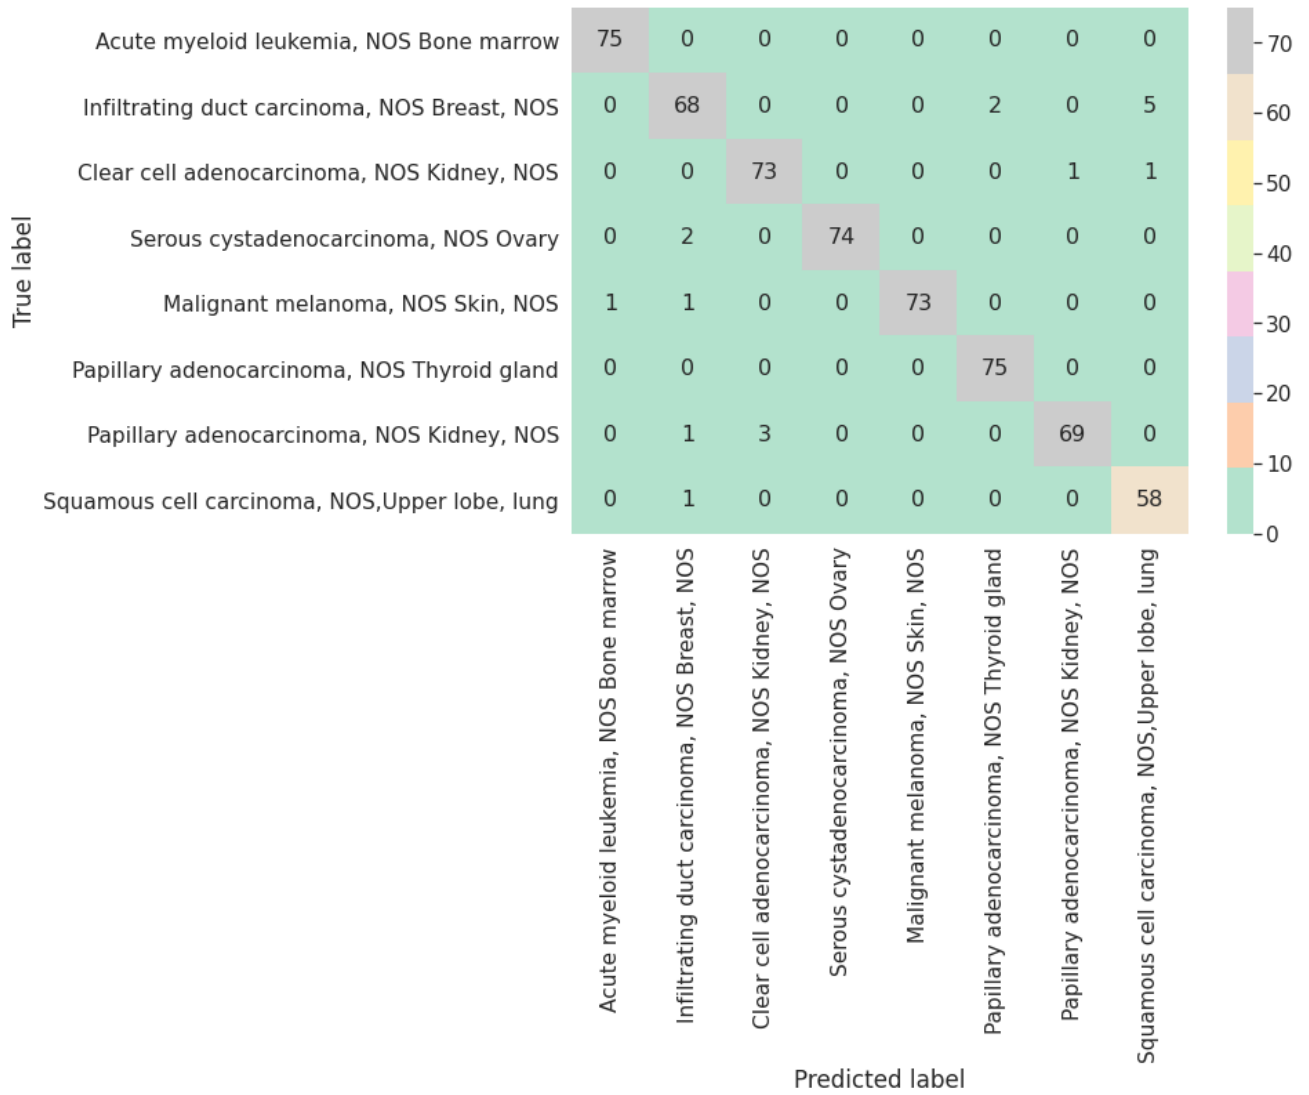 Acute myeloid leukemia, NOS Bone marrow 75 0 0 0 0 0 0 0
Infiltrating duct carcinoma, NOS Breast, NOS 0 68 0 0 0 2 0 5
Clear cell adenocarcinoma, NOS Kidney, NOS 0 0 73 0 0 0 1 1
Serous cystadenocarcinoma, NOS Ovary 0 2 0 74 0 0 0 0
Malignant melanoma, NOS Skin, NOS 1 1 0 0 73 0 0 0
Papillary adenocarcinoma, NOS Thyroid gland 0 0 0 0 0 75 0 0
Papillary adenocarcinoma, NOS Kidney, NOS 0 1 3 0 0 0 69 0
Squamous cell carcinoma, NOS,Upper lobe, lung 0 1 0 0 0 0 0 58
True label
70
60
50
40
30
20
10
0
Acute myeloid leukemia, NOS Bone marrow
Infiltrating duct carcinoma, NOS Breast, NOS
Clear cell adenocarcinoma, NOS Kidney, NOS
Serous cystadenocarcinoma, NOS Ovary
Malignant melanoma, NOS Skin, NOS
Papillary adenocarcinoma, NOS Thyroid gland
Papillary adenocarcinoma, NOS Kidney, NOS
Squamous cell carcinoma, NOS,Upper lobe, lung
Predicted label